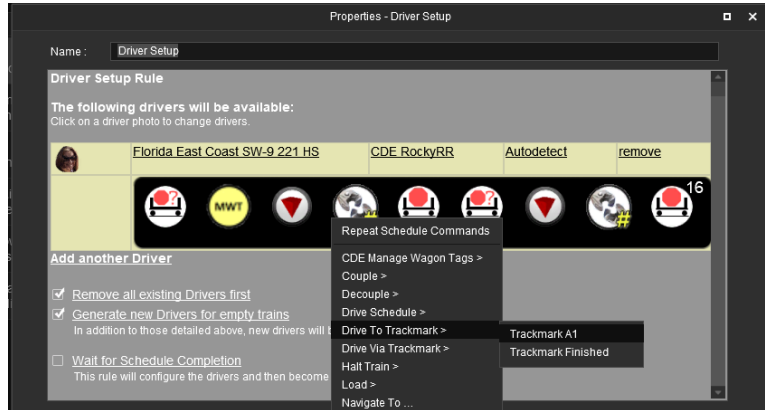 Properties - Driver Setup
Name :
Driver Setup
Driver Setup Rule
The following drivers will be available:
Click on a driver photo to change drivers.
Florida East Coast SW-9 221 HS
CDE RockyRR
Autodetect
remove
? MWT # ? # 16
Repeat Schedule Commands
CDE Manage Wagon Tags >
Couple >
Decouple >
Drive Schedule >
Drive To Trackmark >
Trackmark A1
Trackmark Finished
Drive Via Trackmark >
Halt Train >
Load >
Navigate To ...
Add another Driver
Remove all existing Drivers first
Generate new Drivers for empty trains
In addition to those detailed above, new drivers will
Wait for Schedule Completion
This rule will configure the drivers and then become